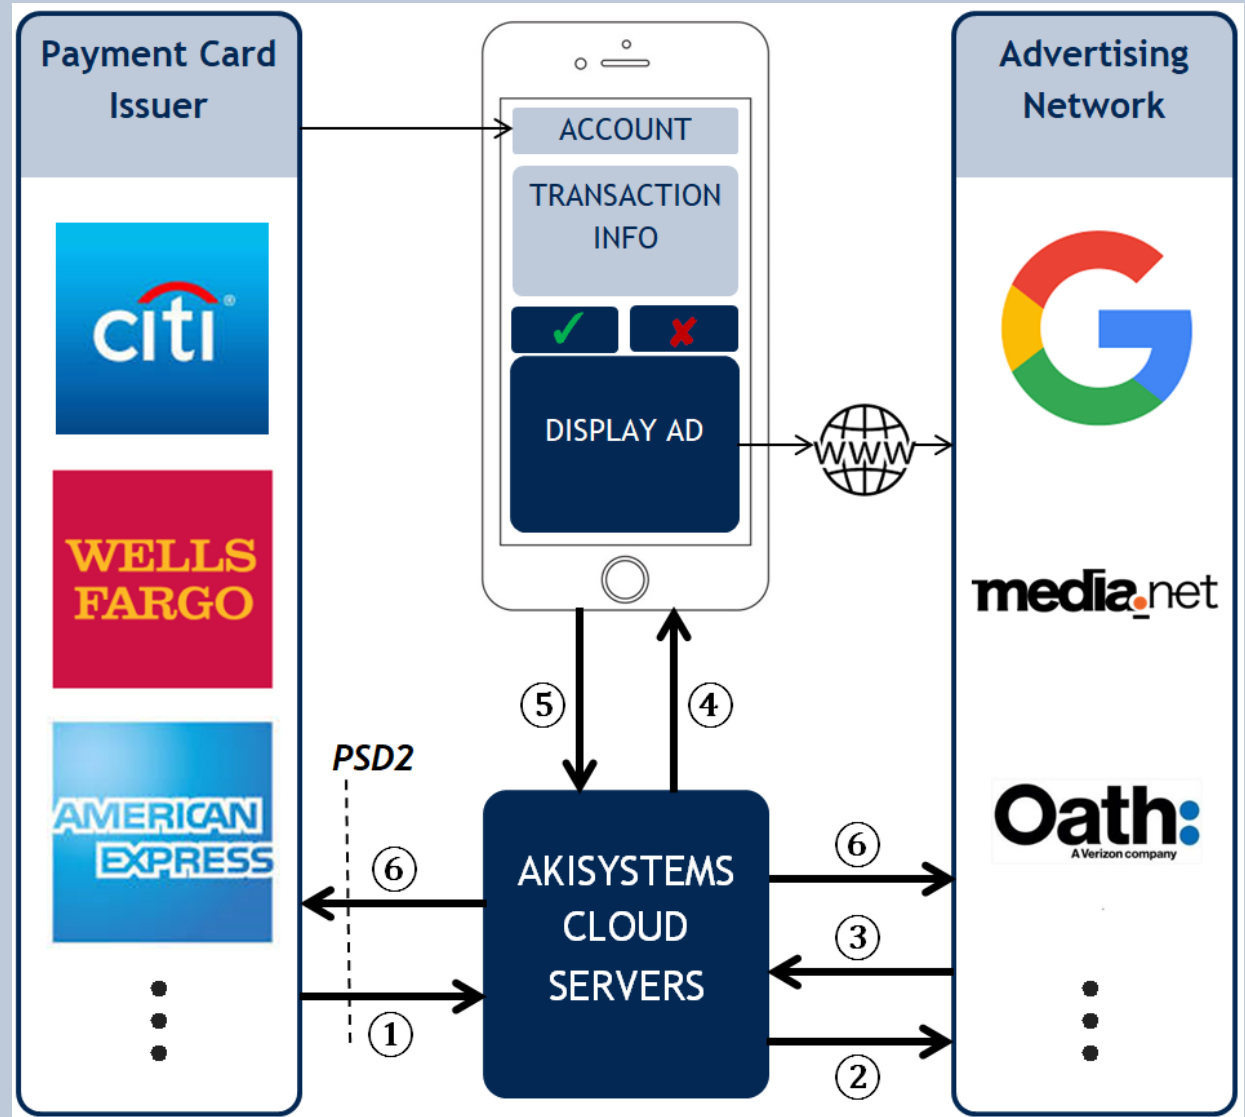 Payment Card
Issuer
citi®
WELLS
FARGO
AMERICAN
EXPRESS
ACCOUNT
TRANSACTION
INFO
✓
✘
DISPLAY AD
WWW
Advertising
Network
G
media.net
Oath:
A Verizon company
5
4
PSD2
6
1
AKISYSTEMS
CLOUD
SERVERS
6
3
2